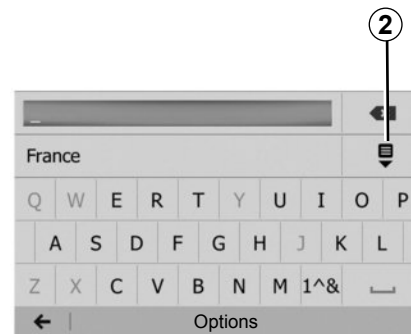 2
_
France
Q W E R T Y U I O P
A S D F G H J K L
Z X C V B N M 1^&
Options